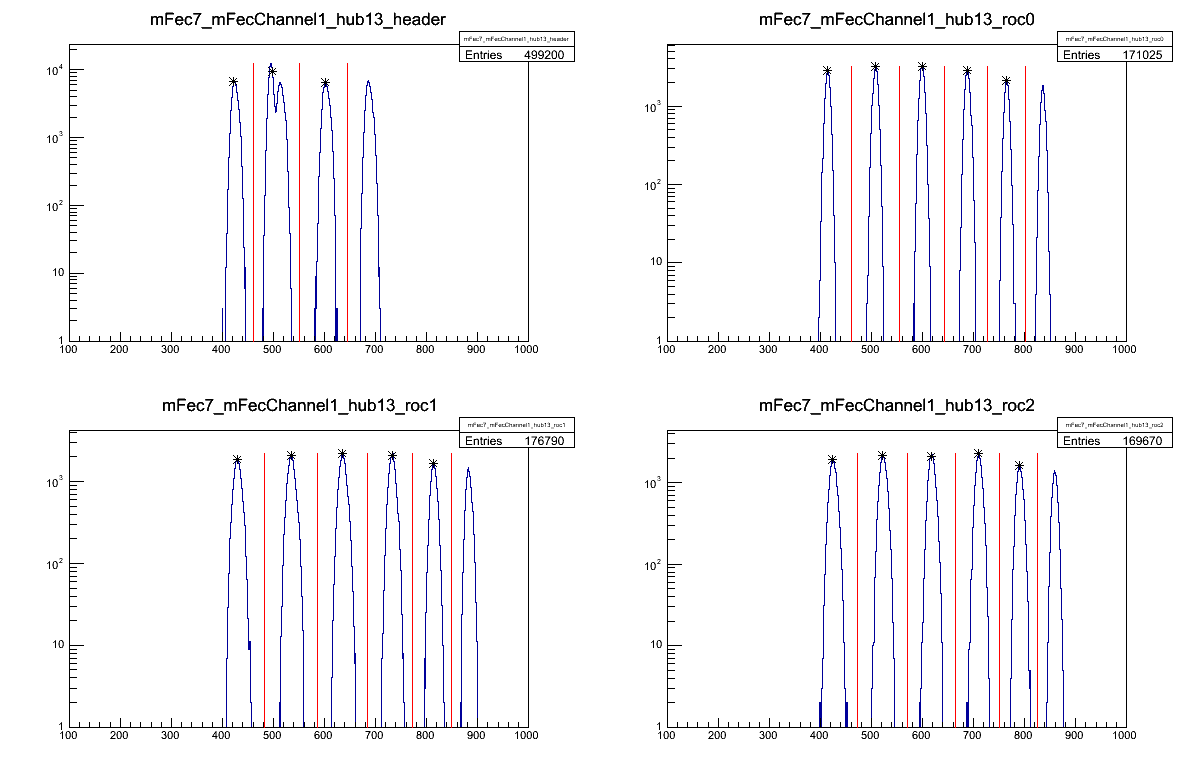 mFec7_mFecChannel1_hub13_header
mFec7_mFecChannel1_hub13_header
Entries 499200
10^4
10^3
10^2
10
1
100 200 300 400 500 600 700 800 900 1000
mFec7_mFecChannel1_hub13_roc0
mFec7_mFecChannel1_hub13_roc0
Entries 171025
10^3
10^2
10
1
100 200 300 400 500 600 700 800 900 1000
mFec7_mFecChannel1_hub13_roc1
mFec7_mFecChannel1_hub13_roc1
Entries 176790
10^3
10^2
10
1
100 200 300 400 500 600 700 800 900 1000
mFec7_mFecChannel1_hub13_roc2
mFec7_mFecChannel1_hub13_roc2
Entries 169670
10^3
10^2
10
1
100 200 300 400 500 600 700 800 900 1000